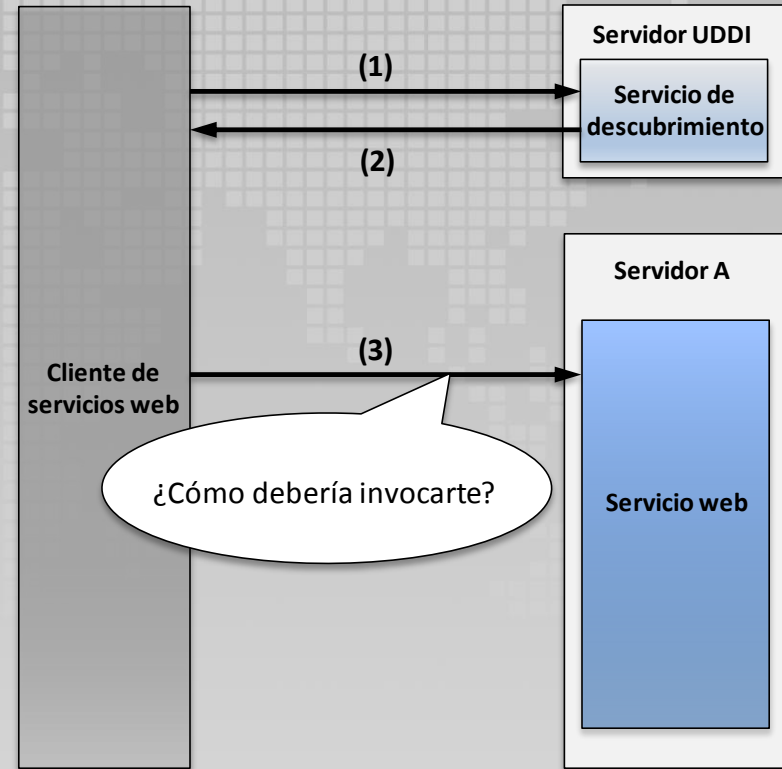 Servidor UDDI
(1)
Servicio de
descubrimiento
(2)
Servidor A
(3)
Cliente de
servicios web
¿Cómo debería invocarte?
Servicio web